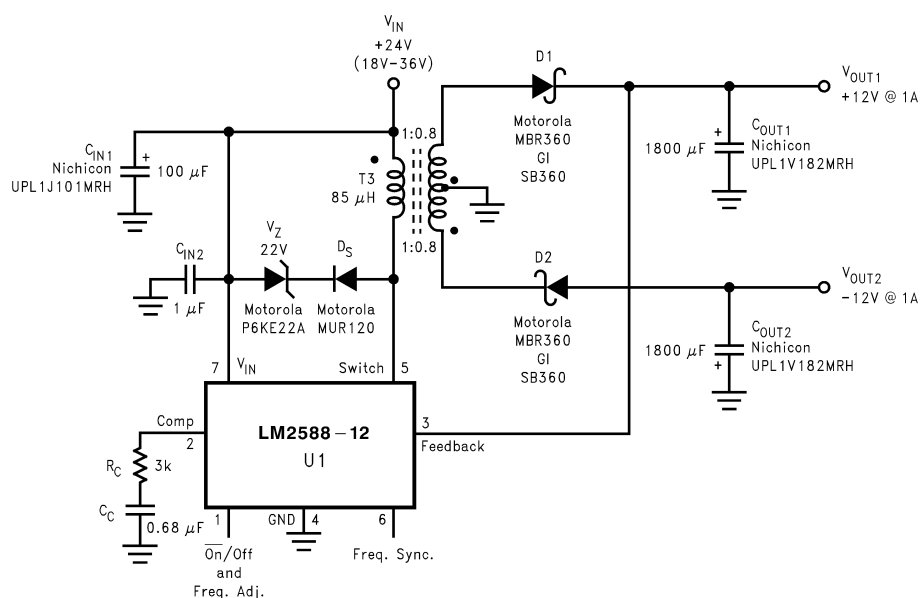 V_IN
+24V
(18V–36V)
D1
V_OUT1
+12V @ 1A
Motorola
MBR360
GI
SB360
+
C_OUT1
Nichicon
UPL1V182MRH
1800 μF
C_IN1
Nichicon
UPL1J101MRH
+
100 μF
1:0.8
T3
85 μH
1:0.8
V_Z
22V
D_S
Motorola
P6KE22A
Motorola
MUR120
C_IN2
1 μF
D2
V_OUT2
-12V @ 1A
Motorola
MBR360
GI
SB360
C_OUT2
Nichicon
UPL1V182MRH
1800 μF
+
7 V_IN
Switch 5
Comp
2
LM2588–12
U1
3
Feedback
R_C 3k
C_C 0.68 μF
1
GND 4
6
O̅n̅/Off
and
Freq. Adj.
Freq. Sync.